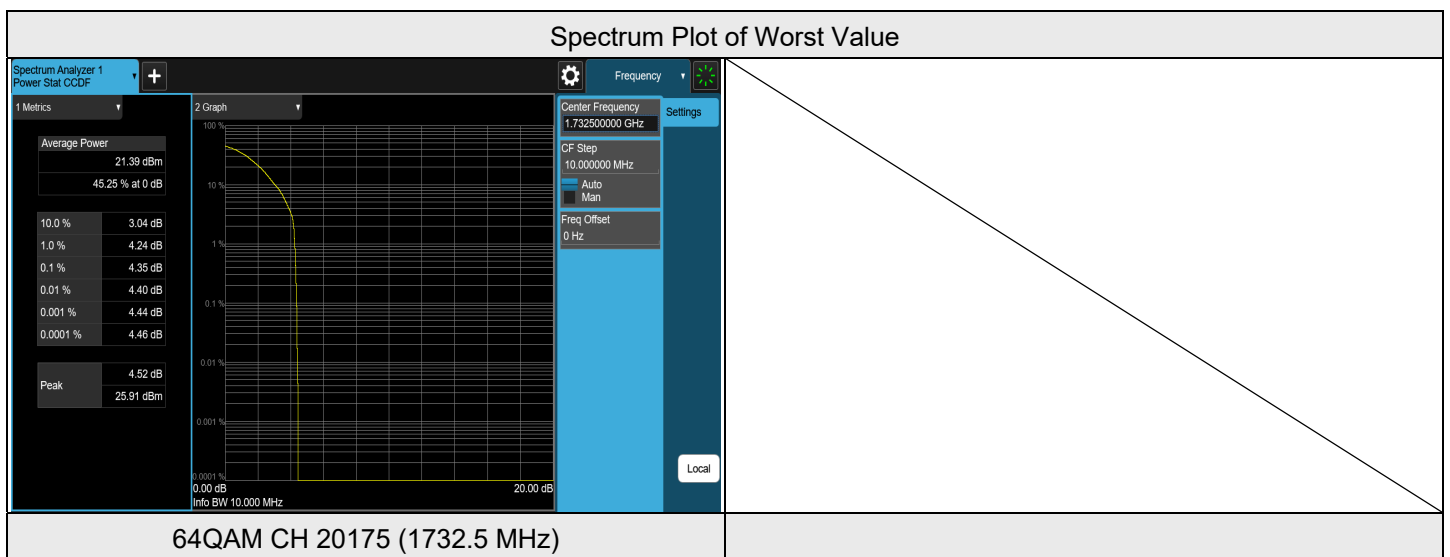 Spectrum Plot of Worst Value
Spectrum Analyzer 1
Power Stat CCDF
+
Frequency
1 Metrics
2 Graph
Center Frequency
1.732500000 GHz
Settings
CF Step
10.000000 MHz
Auto
Man
Freq Offset
0 Hz
Average Power
21.39 dBm
45.25 % at 0 dB
10.0 % 3.04 dB
1.0 % 4.24 dB
0.1 % 4.35 dB
0.01 % 4.40 dB
0.001 % 4.44 dB
0.0001 % 4.46 dB
Peak 4.52 dB
25.91 dBm
100 %
10 %
1 %
0.1 %
0.01 %
0.001 %
0.0001 %
0.00 dB 20.00 dB
Info BW 10.000 MHz
Local
64QAM CH 20175 (1732.5 MHz)